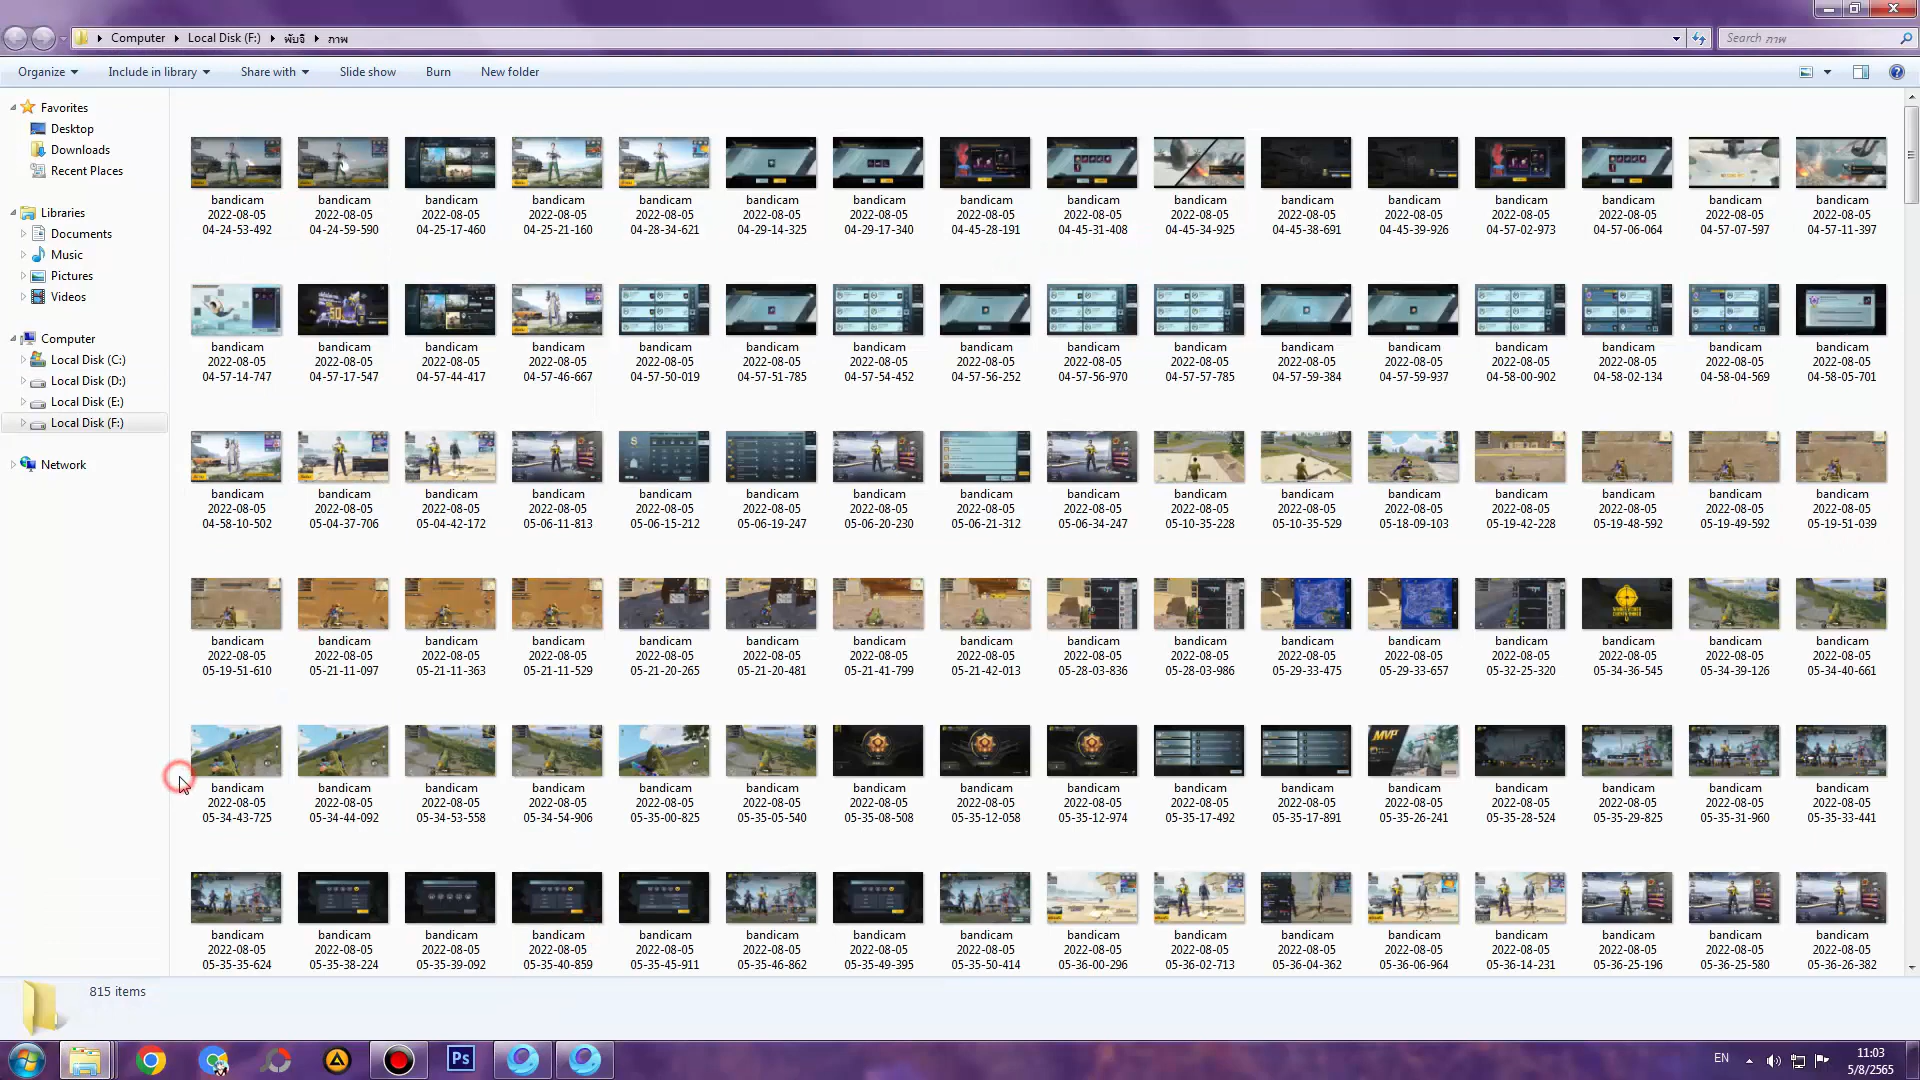 Computer Local Disk (F:) พับจิ ภาพ
Search ภาพ
Organize Include in library Share with Slide show Burn New folder
Favorites
Desktop
Downloads
Recent Places
Libraries
Documents
Music
Pictures
Videos
Computer
Local Disk (C:)
Local Disk (D:)
Local Disk (E:)
Local Disk (F:)
Network
bandicam bandicam bandicam bandicam bandicam bandicam bandicam bandicam bandicam bandicam bandicam bandicam bandicam bandicam bandicam bandicam
2022-08-05 2022-08-05 2022-08-05 2022-08-05 2022-08-05 2022-08-05 2022-08-05 2022-08-05 2022-08-05 2022-08-05 2022-08-05 2022-08-05 2022-08-05 2022-08-05 2022-08-05 2022-08-05
04-24-53-492 04-24-59-590 04-25-17-460 04-25-21-160 04-28-34-621 04-29-14-325 04-29-17-340 04-45-28-191 04-45-31-408 04-45-34-925 04-45-38-691 04-45-39-926 04-57-02-973 04-57-06-064 04-57-07-597 04-57-11-397
bandicam bandicam bandicam bandicam bandicam bandicam bandicam bandicam bandicam bandicam bandicam bandicam bandicam bandicam bandicam bandicam
2022-08-05 2022-08-05 2022-08-05 2022-08-05 2022-08-05 2022-08-05 2022-08-05 2022-08-05 2022-08-05 2022-08-05 2022-08-05 2022-08-05 2022-08-05 2022-08-05 2022-08-05 2022-08-05
04-57-14-747 04-57-17-547 04-57-44-417 04-57-46-667 04-57-50-019 04-57-51-785 04-57-54-452 04-57-56-252 04-57-56-970 04-57-57-785 04-57-59-384 04-57-59-937 04-58-00-902 04-58-02-134 04-58-04-569 04-58-05-701
bandicam bandicam bandicam bandicam bandicam bandicam bandicam bandicam bandicam bandicam bandicam bandicam bandicam bandicam bandicam bandicam
2022-08-05 2022-08-05 2022-08-05 2022-08-05 2022-08-05 2022-08-05 2022-08-05 2022-08-05 2022-08-05 2022-08-05 2022-08-05 2022-08-05 2022-08-05 2022-08-05 2022-08-05 2022-08-05
04-58-10-502 05-04-37-706 05-04-42-172 05-06-11-813 05-06-15-212 05-06-19-247 05-06-20-230 05-06-21-312 05-06-34-247 05-10-35-228 05-10-35-529 05-18-09-103 05-19-42-228 05-19-48-592 05-19-49-592 05-19-51-039
bandicam bandicam bandicam bandicam bandicam bandicam bandicam bandicam bandicam bandicam bandicam bandicam bandicam bandicam bandicam bandicam
2022-08-05 2022-08-05 2022-08-05 2022-08-05 2022-08-05 2022-08-05 2022-08-05 2022-08-05 2022-08-05 2022-08-05 2022-08-05 2022-08-05 2022-08-05 2022-08-05 2022-08-05 2022-08-05
05-19-51-610 05-21-11-097 05-21-11-363 05-21-11-529 05-21-20-265 05-21-20-481 05-21-41-799 05-21-42-013 05-28-03-836 05-28-03-986 05-29-33-475 05-29-33-657 05-32-25-320 05-34-36-545 05-34-39-126 05-34-40-661
MVP
bandicam bandicam bandicam bandicam bandicam bandicam bandicam bandicam bandicam bandicam bandicam bandicam bandicam bandicam bandicam bandicam
2022-08-05 2022-08-05 2022-08-05 2022-08-05 2022-08-05 2022-08-05 2022-08-05 2022-08-05 2022-08-05 2022-08-05 2022-08-05 2022-08-05 2022-08-05 2022-08-05 2022-08-05 2022-08-05
05-34-43-725 05-34-44-092 05-34-53-558 05-34-54-906 05-35-00-825 05-35-05-540 05-35-08-508 05-35-12-058 05-35-12-974 05-35-17-492 05-35-17-891 05-35-26-241 05-35-28-524 05-35-29-825 05-35-31-960 05-35-33-441
bandicam bandicam bandicam bandicam bandicam bandicam bandicam bandicam bandicam bandicam bandicam bandicam bandicam bandicam bandicam bandicam
2022-08-05 2022-08-05 2022-08-05 2022-08-05 2022-08-05 2022-08-05 2022-08-05 2022-08-05 2022-08-05 2022-08-05 2022-08-05 2022-08-05 2022-08-05 2022-08-05 2022-08-05 2022-08-05
05-35-35-624 05-35-38-224 05-35-39-092 05-35-40-859 05-35-45-911 05-35-46-862 05-35-49-395 05-35-50-414 05-36-00-296 05-36-02-713 05-36-04-362 05-36-06-964 05-36-14-231 05-36-25-196 05-36-25-580 05-36-26-382
815 items
Ps
EN
11:03
5/8/2565